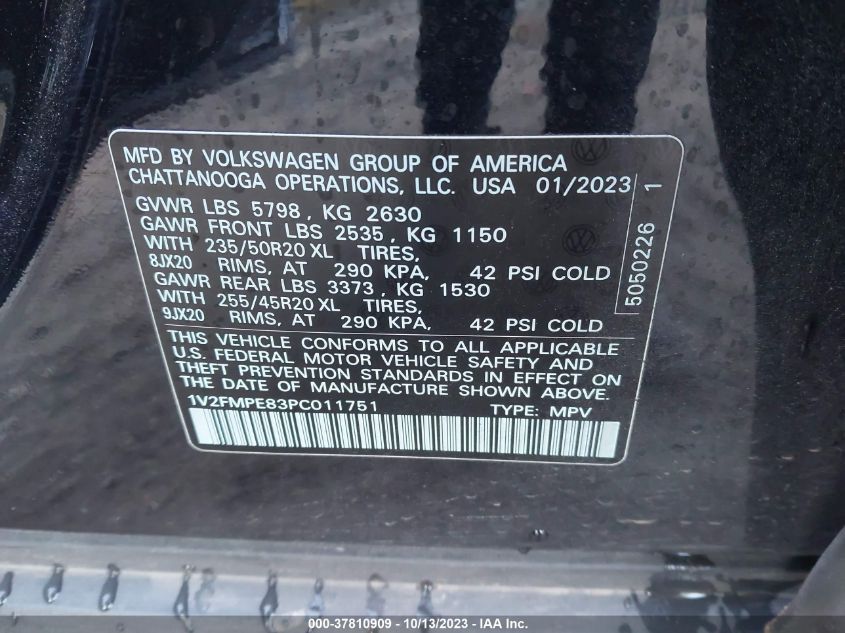 MFD BY VOLKSWAGEN GROUP OF AMERICA
CHATTANOOGA OPERATIONS, LLC. USA 01/2023
GVWR LBS 5798, KG 2630
GAWR FRONT LBS 2535, KG 1150
WITH 235/50R20 XL TIRES,
8JX20 RIMS, AT 290 KPA, 42 PSI COLD
GAWR REAR LBS 3373, KG 1530
WITH 255/45R20 XL TIRES,
9JX20 RIMS, AT 290 KPA, 42 PSI COLD
THIS VEHICLE CONFORMS TO ALL APPLICABLE
U.S. FEDERAL MOTOR VEHICLE SAFETY AND
THEFT PREVENTION STANDARDS IN EFFECT ON
THE DATE OF MANUFACTURE SHOWN ABOVE.
1V2FMPE83PC011751 TYPE: MPV
5050226 1
000-37810909 - 10/13/2023 - © IAA Inc.